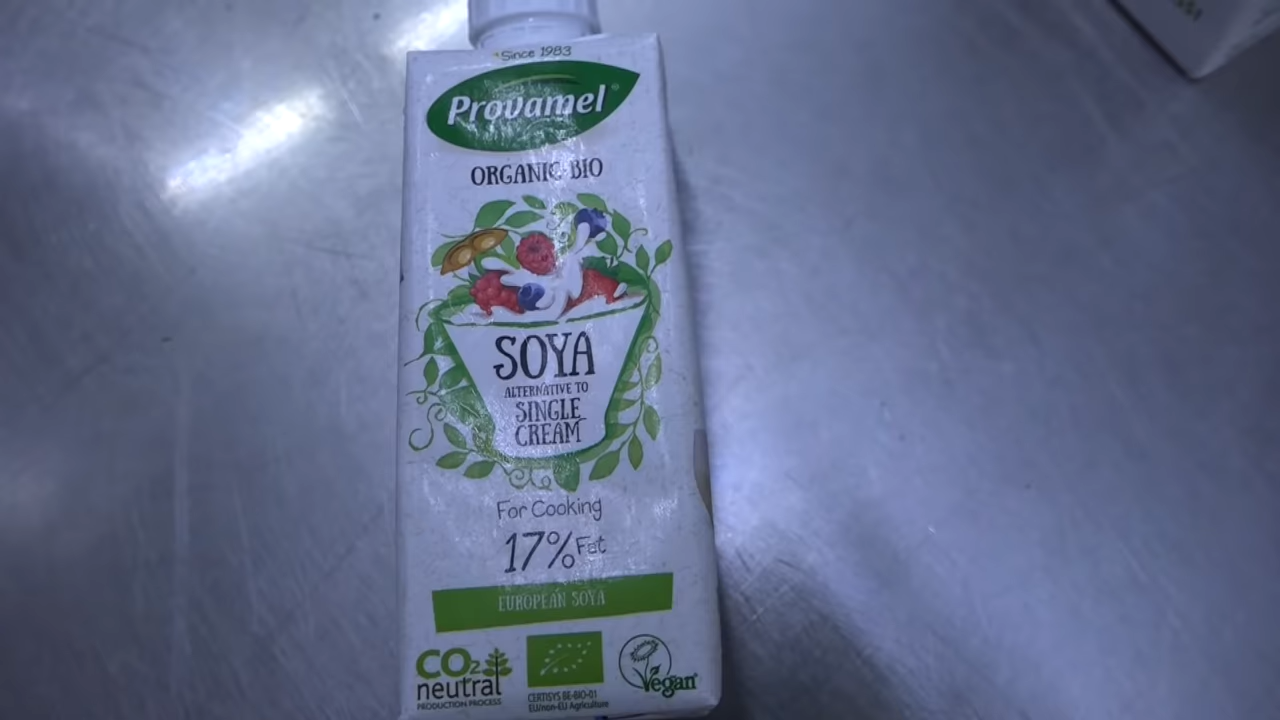 Since 1983
Provamel®
ORGANIC BIO
SOYA
ALTERNATIVE TO
SINGLE
CREAM
For Cooking
17% Fat
EUROPEAN SOYA
CO2
neutral
PRODUCTION PROCESS
CERTISYS BE-BIO-01
EU/non-EU Agriculture
Vegan